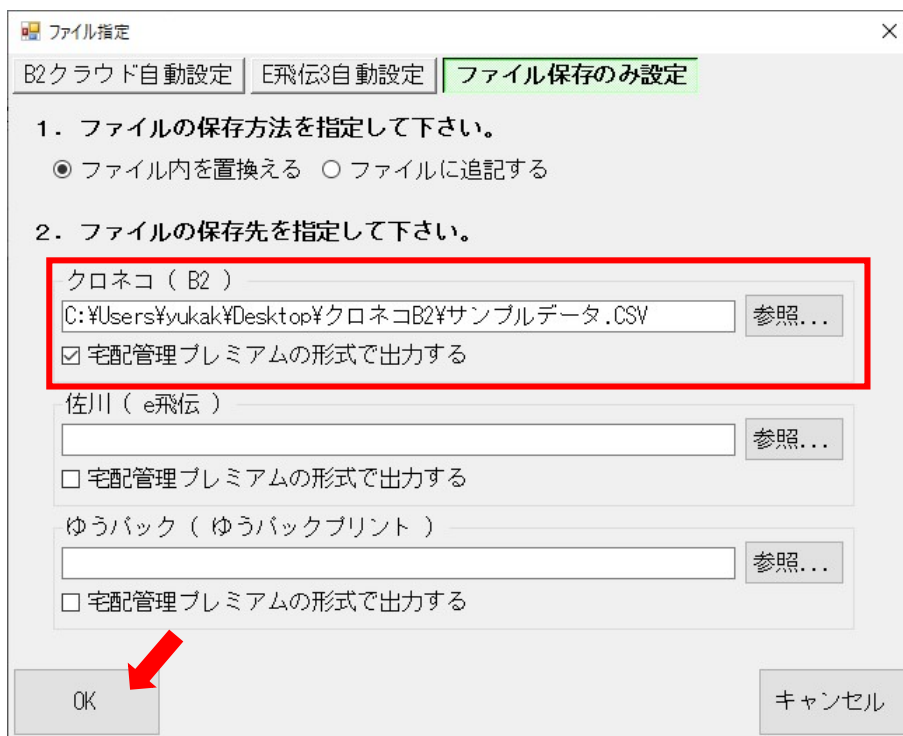 ファイル指定
B2クラウド自動設定 E飛伝3自動設定 ファイル保存のみ設定
1. ファイルの保存方法を指定して下さい。
ファイル内を置換える ファイルに追記する
2. ファイルの保存先を指定して下さい。
クロネコ ( B2 )
C:¥Users¥yukak¥Desktop¥クロネコB2¥サンプルデータ.CSV 参照...
宅配管理プレミアムの形式で出力する
佐川 ( e飛伝 )
参照...
宅配管理プレミアムの形式で出力する
ゆうパック ( ゆうパックプリント )
参照...
宅配管理プレミアムの形式で出力する
OK キャンセル